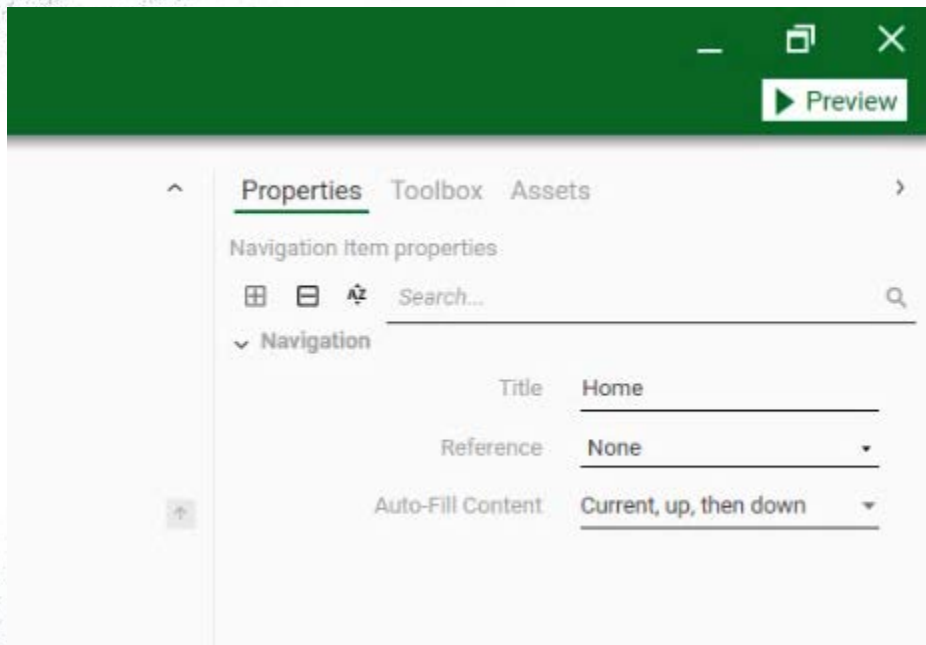 Preview
Properties Toolbox Assets
Navigation Item properties
AZ Search...
Navigation
Title Home
Reference None
Auto-Fill Content Current, up, then down